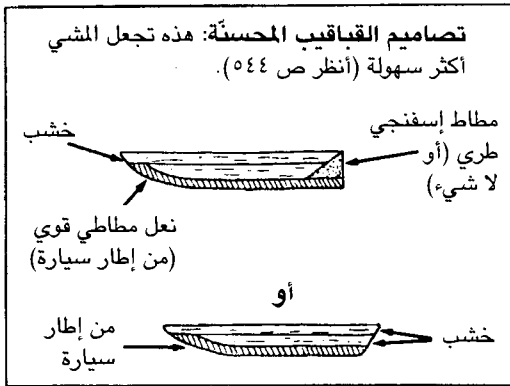 تصاميم القباقيب المحسنّة: هذه تجعل المشي
أكثر سهولة (أنظر ص ٥٤٤).
خشب
مطاط إسفنجي
طري (أو
لا شيء)
نعل مطاطي قوي
(من إطار سيارة)
أو
من إطار
سيارة
خشب